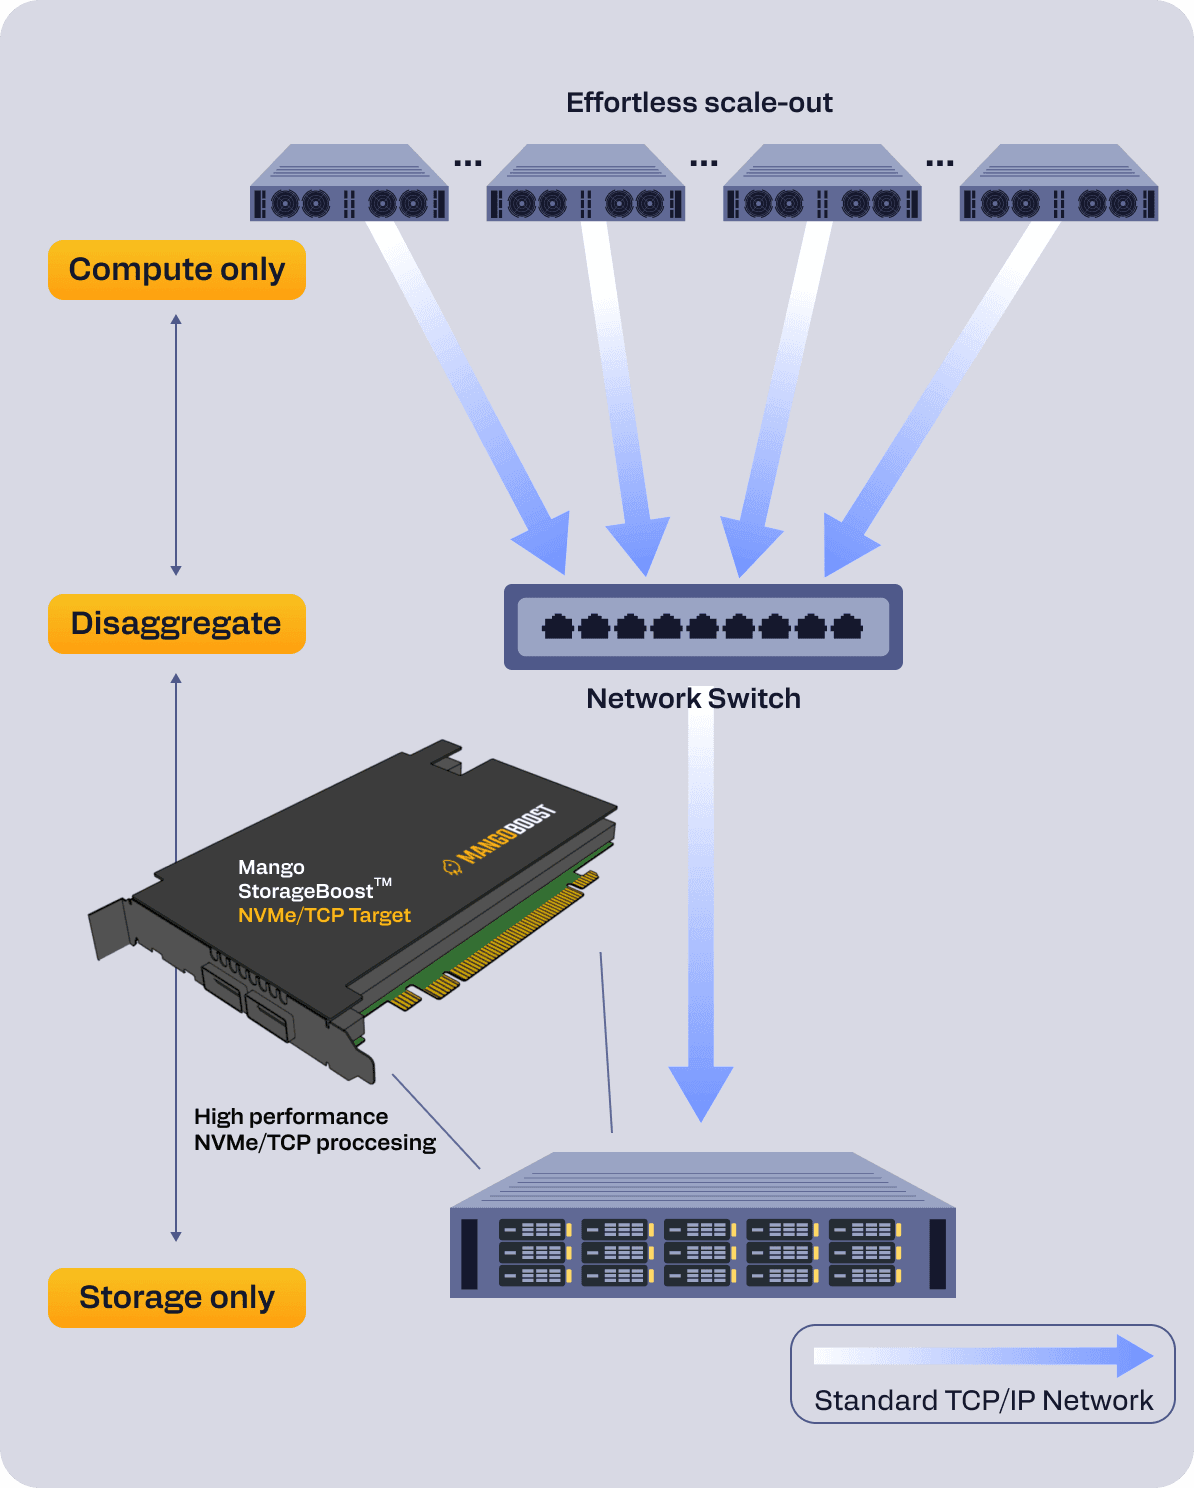 Effortless scale-out
...
...
...
Compute only
Disaggregate
Network Switch
MANGOBOOST
Mango
StorageBoost™
NVMe/TCP Target
High performance
NVMe/TCP proccesing
Storage only
Standard TCP/IP Network